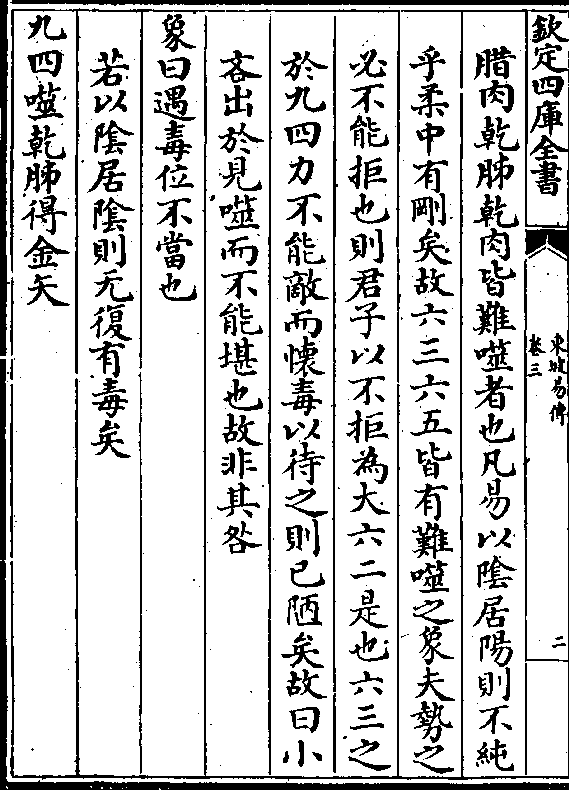 欽定四庫全書
東坡易傳
卷三
二
腊肉乾胏乾肉皆難噬者也凡易以隂居陽則不純
乎柔中有剛矣故六三六五皆有難噬之象夫勢之
必不能拒也則君子以不拒為大六二是也六三之
於九四力不能敵而懐毒以待之則已陋矣故曰小
吝出於見噬而不能堪也故非其咎
象曰遇毒位不當也
若以隂居隂則无復有毒矣
九四噬乾胏得金矢